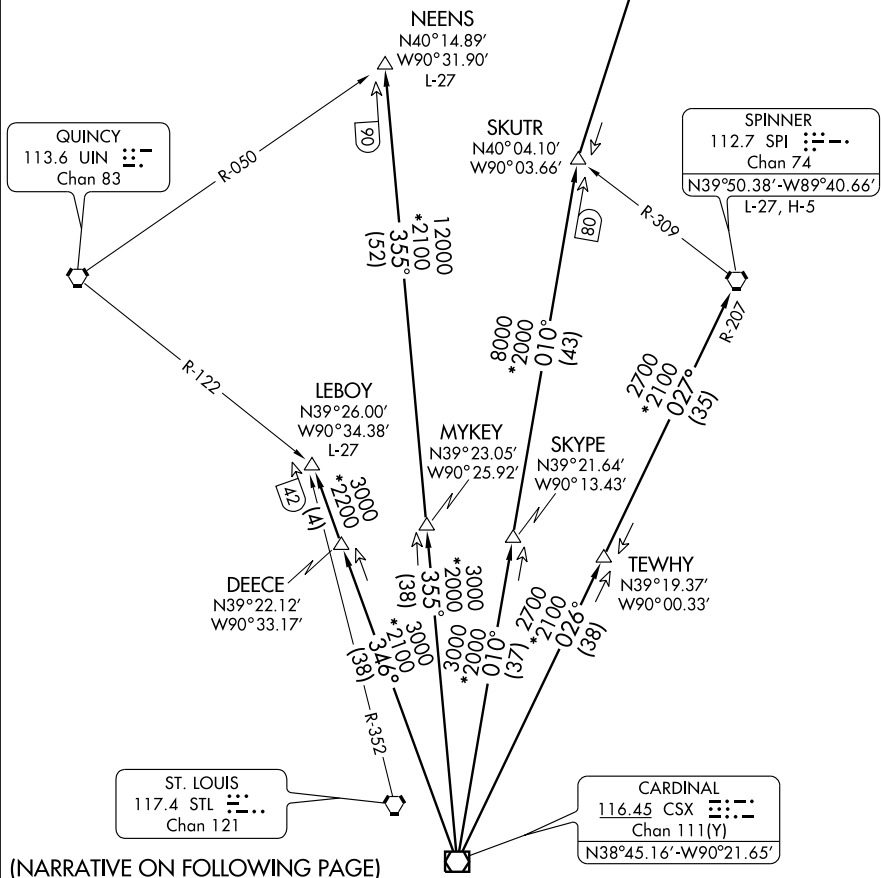 NEENS
N40°14.89'
W90°31.90'
L-27
QUINCY
113.6 UIN
Chan 83
R-050
90
SKUTR
N40°04.10'
W90°03.66'
SPINNER
112.7 SPI
Chan 74
N39°50.38'-W89°40.66'
L-27, H-5
R-309
80
12000
*2100
355°
(52)
8000
*2000
010°
(43)
R-207
2700
*2100
027°
(35)
R-122
LEBOY
N39°26.00'
W90°34.38'
L-27
MYKEY
N39°23.05'
W90°25.92'
SKYPE
N39°21.64'
W90°13.43'
42
(4)
3000
*2200
DEECE
N39°22.12'
W90°33.17'
TEWHY
N39°19.37'
W90°00.33'
3000
*2100
346°
(38)
3000
*2000
355°
(38)
3000
*2000
010°
(37)
2700
*2100
026°
(38)
R-352
ST. LOUIS
117.4 STL
Chan 121
CARDINAL
116.45 CSX
Chan 111(Y)
N38°45.16'-W90°21.65'
(NARRATIVE ON FOLLOWING PAGE)